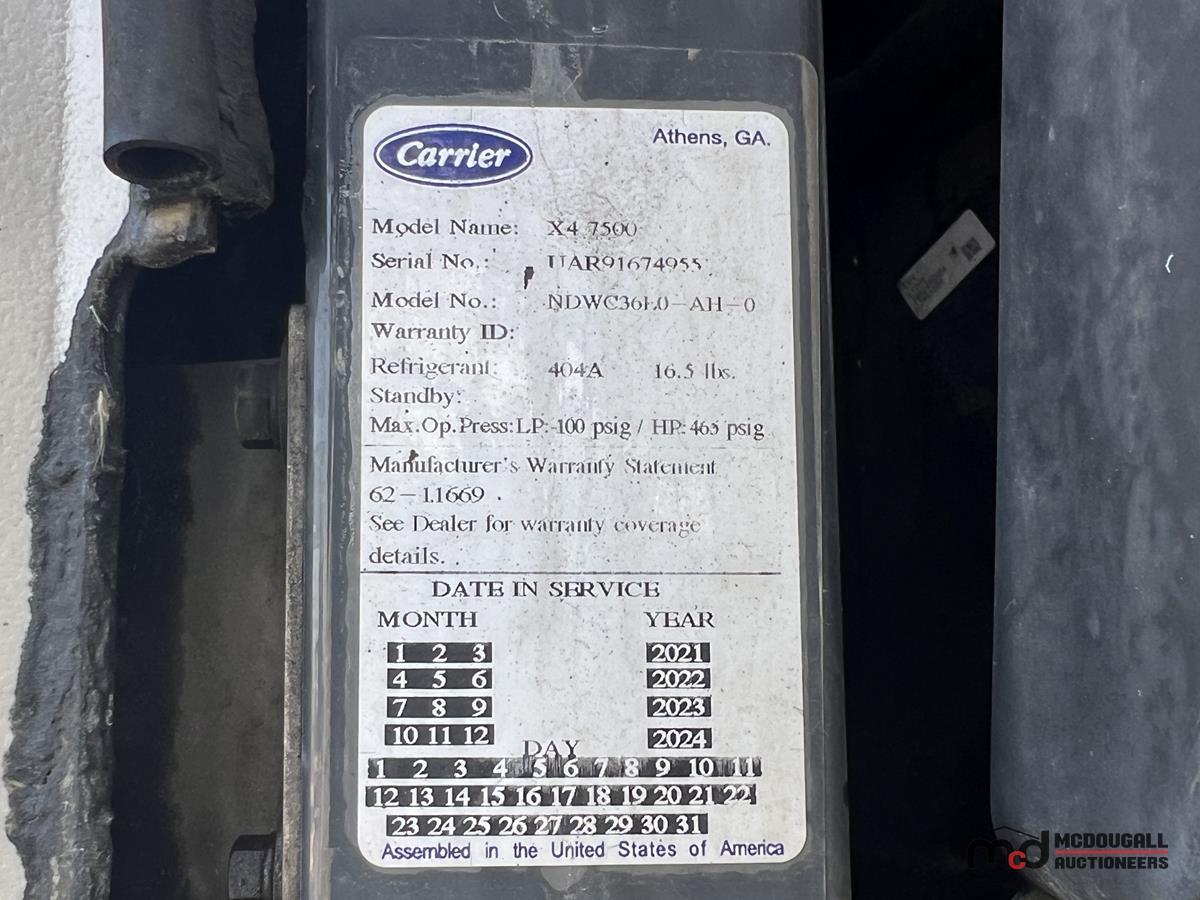 Carrier
Athens, GA.
Model Name: X4 7500
Serial No.: UAR91674955
Model No.:
Warranty ID:
Refrigerant: 404A 16.5 lbs.
Standby:
Max.Op.Press:LP:-100 psig / HP:465 psig
Manufacturer's Warranty Statement
62-11669 .
See Dealer for warranty coverage
details. .
DATE IN SERVICE
MONTH YEAR
1 2 3 2021
4 5 6 2022
7 8 9 2023
10 11 12 2024
DAY
1 2 3 4 5 6 7 8 9 10 11
12 13 14 15 16 17 18 19 20 21 22
23 24 25 26 27 28 29 30 31
Assembled in the United States of America
mcd MCDOUGALL
AUCTIONEERS